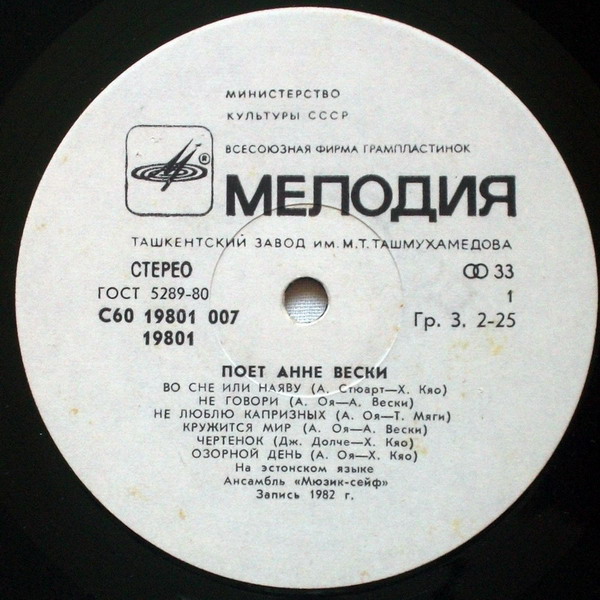 МИНИСТЕРСТВО
КУЛЬТУРЫ СССР
ВСЕСОЮЗНАЯ ФИРМА ГРАМПЛАСТИНОК
® МЕЛОДИЯ
ТАШКЕНТСКИЙ ЗАВОД ИМ. М.Т. ТАШМУХАМЕДОВА
СТЕРЕО 33
ГОСТ 5289-80 1
С60 19801 007 Гр. 3. 2-25
19801
ПОЕТ АННЕ ВЕСКИ
ВО СНЕ ИЛИ НАЯВУ (А. Стюарт—Х. Кяо)
НЕ ГОВОРИ (А. Оя—А. Вески)
НЕ ЛЮБЛЮ КАПРИЗНЫХ (А. Оя—Т. Мяги)
КРУЖИТСЯ МИР (А. Оя—А. Вески)
ЧЕРТЕНОК (Дж. Долче—Х. Кяо)
ОЗОРНОЙ ДЕНЬ (А. Оя—Х. Кяо)
На эстонском языке
Ансамбль «Мюзик-сейф»
Запись 1982 г.